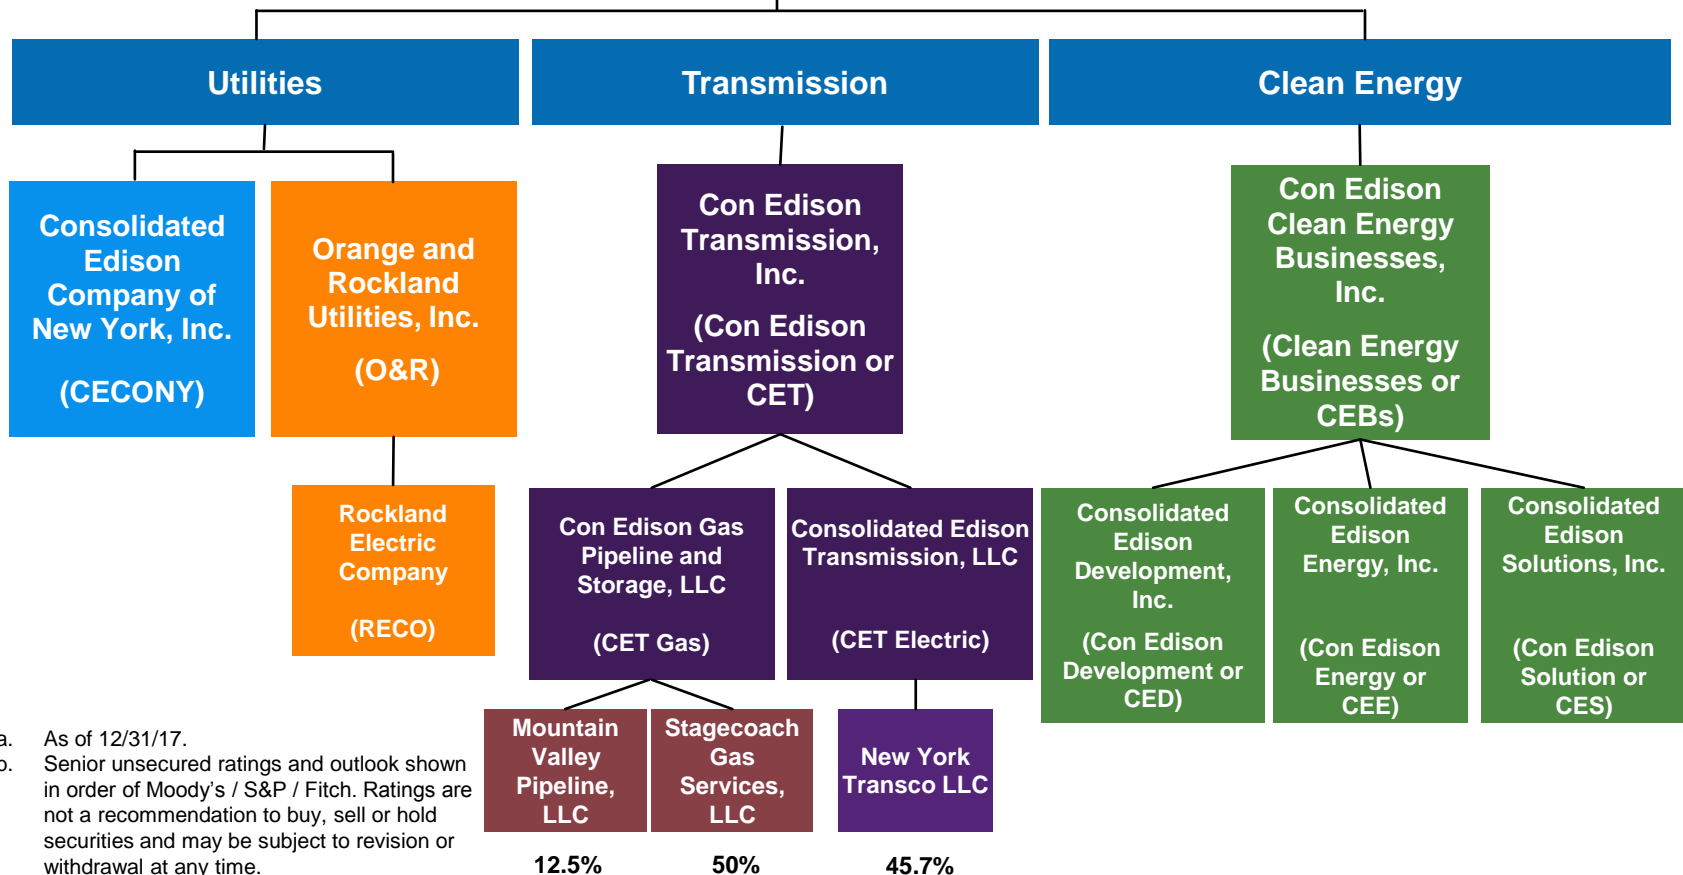 Utilities
Transmission
Clean Energy
Consolidated
Edison
Company of
New York, Inc.
(CECONY)
Orange and
Rockland
Utilities, Inc.
(O&R)
Con Edison
Transmission,
Inc.
(Con Edison
Transmission or
CET)
Con Edison
Clean Energy
Businesses,
Inc.
(Clean Energy
Businesses or
CEBs)
Rockland
Electric
Company
(RECO)
Con Edison Gas
Pipeline and
Storage, LLC
(CET Gas)
Consolidated Edison
Transmission, LLC
(CET Electric)
Consolidated
Edison
Development,
Inc.
(Con Edison
Development or
CED)
Consolidated
Edison
Energy, Inc.
(Con Edison
Energy or
CEE)
Consolidated
Edison
Solutions, Inc.
(Con Edison
Solution or
CES)
Mountain
Valley
Pipeline,
LLC
12.5%
Stagecoach
Gas
Services,
LLC
50%
New York
Transco LLC
45.7%
a. As of 12/31/17.
b. Senior unsecured ratings and outlook shown
in order of Moody's / S&P / Fitch. Ratings are
not a recommendation to buy, sell or hold
securities and may be subject to revision or
withdrawal at any time.